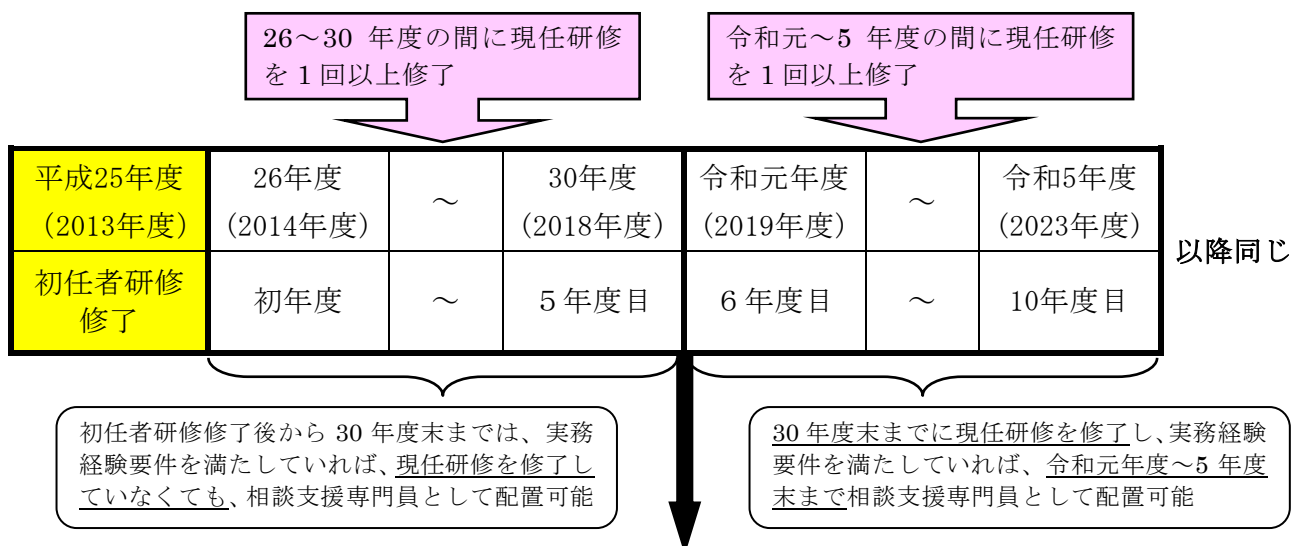 26～30 年度の間に現任研修
を 1 回以上修了
令和元～5 年度の間に現任研修
を 1 回以上修了
平成25年度
（2013年度）
26年度
(2014年度)
～
30年度
(2018年度)
令和元年度
(2019年度)
～
令和5年度
(2023年度)
初任者研修
修了
初年度
～
５年度目
６年度目
～
10年度目
以降同じ
初任者研修修了後から 30 年度末までは、実務
経験要件を満たしていれば、現任研修を修了し
ていなくても、相談支援専門員として配置可能
30 年度末までに現任研修を修了し、実務経験
要件を満たしていれば、令和元年度～5 年度
末まで相談支援専門員として配置可能